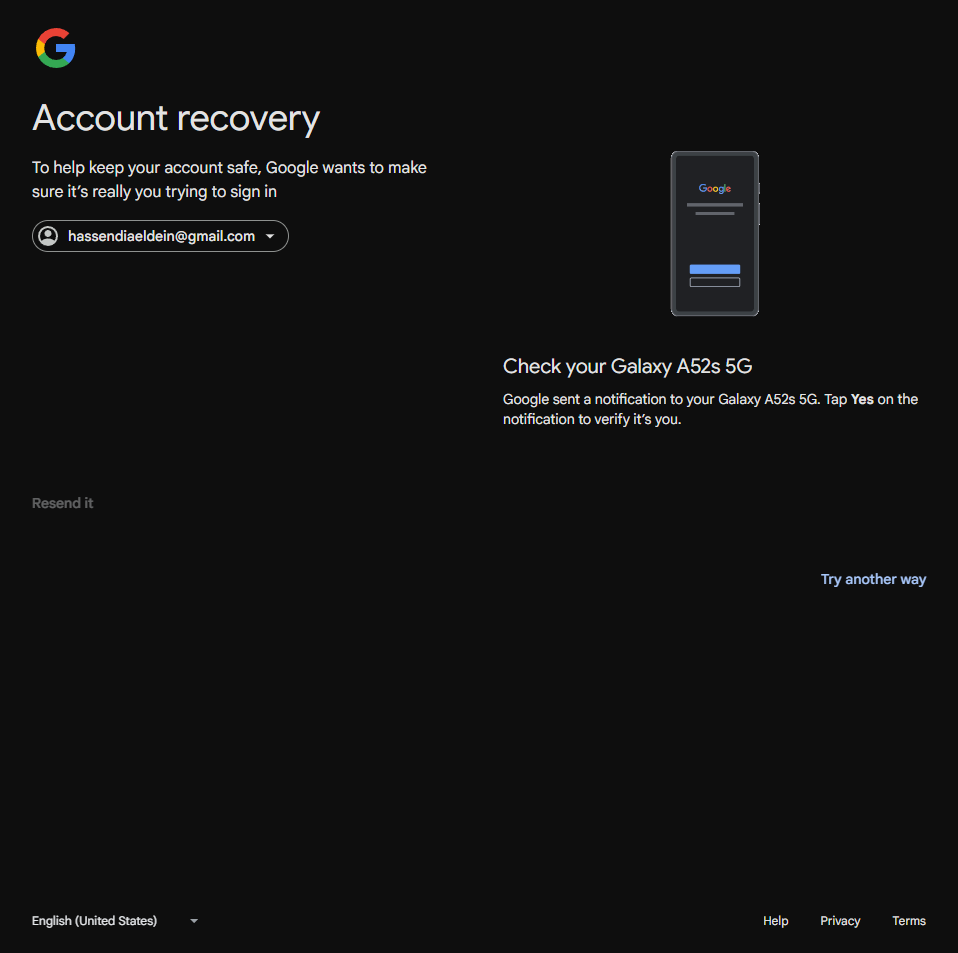 Account recovery
To help keep your account safe, Google wants to make
sure it’s really you trying to sign in
hassendiaeldein@gmail.com
Google
Check your Galaxy A52s 5G
Google sent a notification to your Galaxy A52s 5G. Tap Yes on the
notification to verify it’s you.
Resend it
Try another way
English (United States)
Help
Privacy
Terms